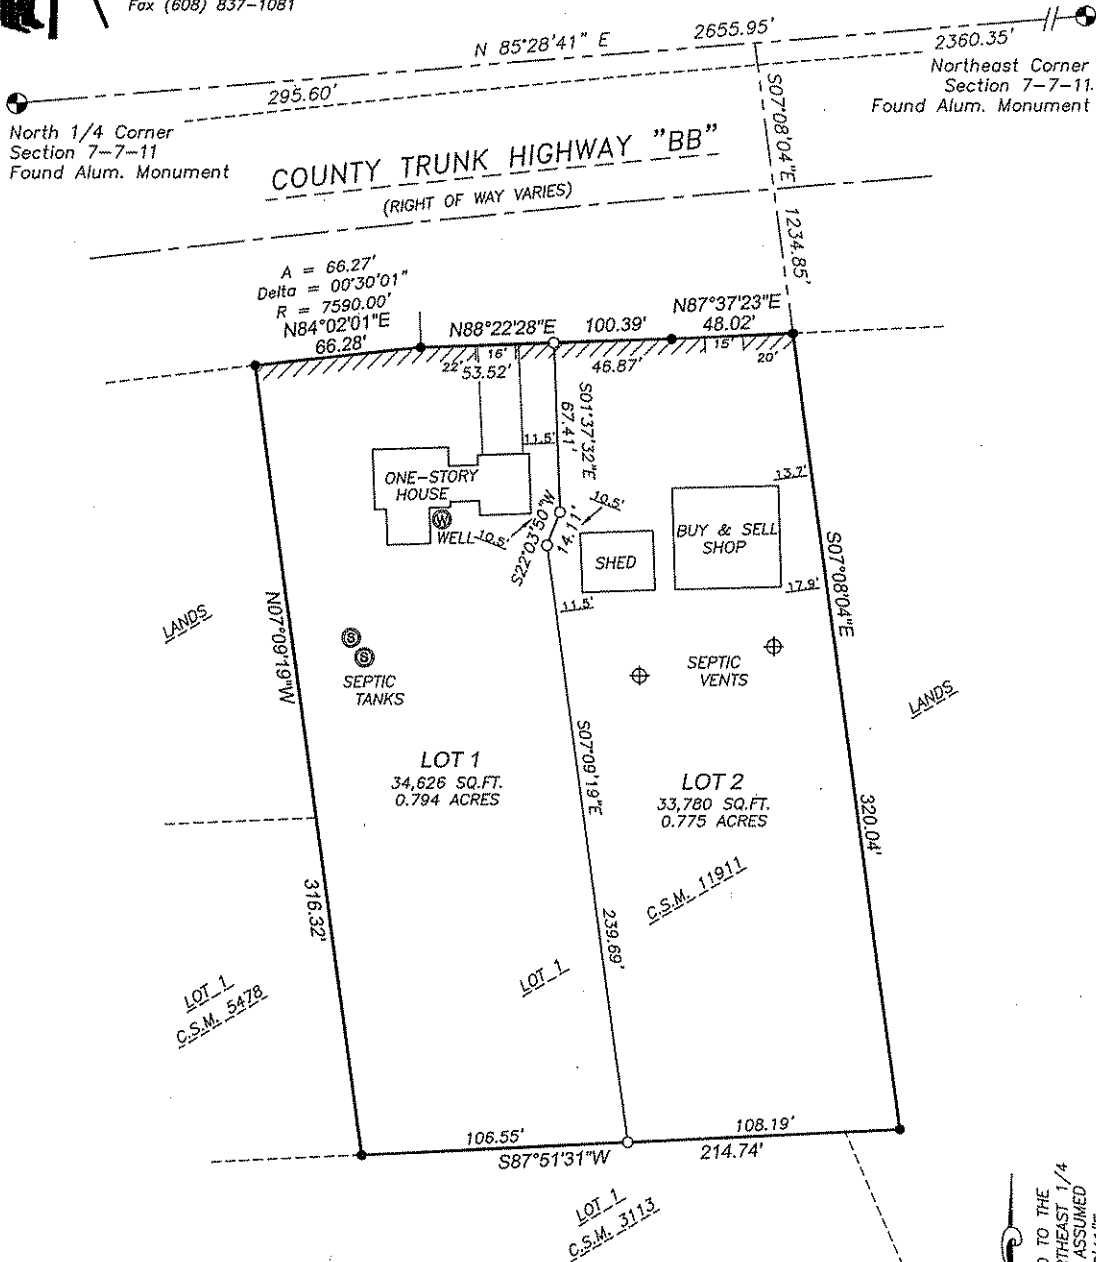 Fax (608) 837-1081
N 85°28'41" E
2655.95'
295.60'
2360.35'
North 1/4 Corner
Section 7-7-11
Found Alum. Monument
Northeast Corner
Section 7-7-11
Found Alum. Monument
COUNTY TRUNK HIGHWAY "BB"
(RIGHT OF WAY VARIES)
S07°08'04"E 1234.85'
A = 66.27'
Delta = 00°30'01"
R = 7590.00'
N84°02'01"E
66.28'
N88°22'28"E
100.39'
N87°37'23"E
48.02'
22'
16'
53.52'
46.87'
15'
20'
S01°37'32"E
67.41'
11.5'
ONE-STORY
HOUSE
W
WELL
10.5'
S22°03'50"W
14.11'
10.5'
SHED
11.5'
BUY & SELL
SHOP
13.7'
17.9'
S07°08'04"E
320.04'
LANDS
N07°09'19"W
316.32'
S
S
SEPTIC
TANKS
SEPTIC
VENTS
LANDS
LOT 1
34,626 SQ.FT.
0.794 ACRES
S07°09'19"E
239.69'
LOT 2
33,780 SQ.FT.
0.775 ACRES
C.S.M. 11911
LOT 1
LOT 1
C.S.M. 5478
106.55'
108.19'
S87°51'31"W
214.74'
LOT 1
C.S.M. 3113
TO THE
1/4
ASSUMED